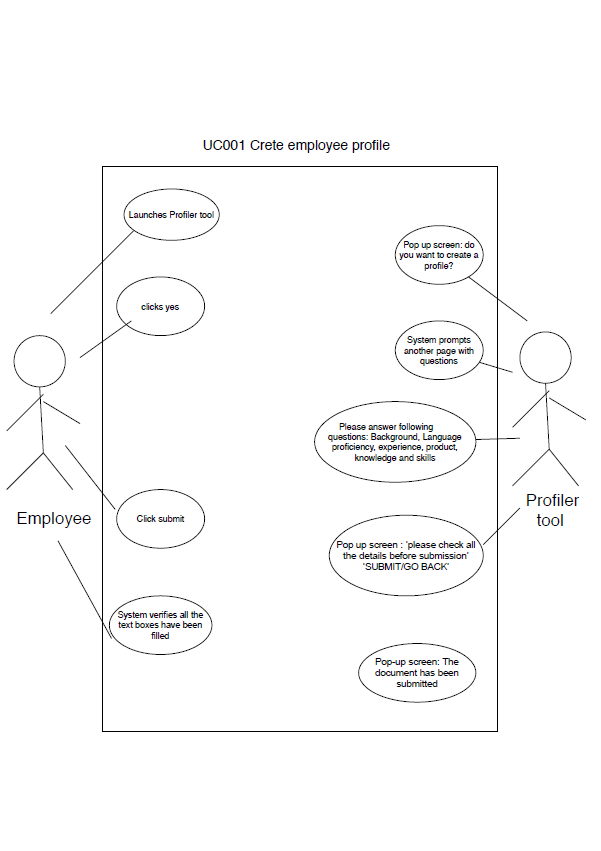 UC001 Crete employee profile
Launches Profiler tool
Pop up screen: do
you want to create a
profile?
clicks yes
System prompts
another page with
questions
Please answer following
questions: Background, Language
proficiency, experience, product,
knowledge and skills
Employee
Click submit
Profiler
tool
Pop up screen : 'please check all
the details before submission'
'SUBMIT/GO BACK'
System verifies all the
text boxes have been
filled
Pop-up screen: The
document has been
submitted